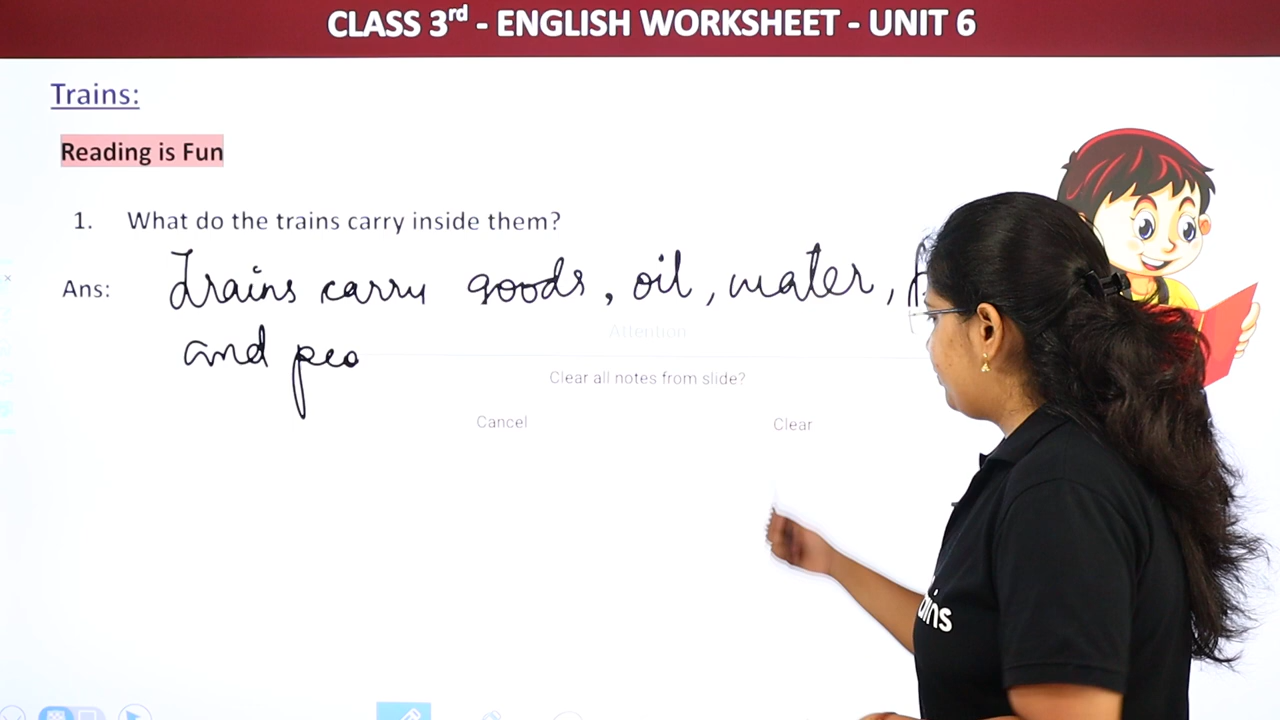 CLASS 3rd - ENGLISH WORKSHEET - UNIT 6
Trains:
Reading is Fun
1. What do the trains carry inside them?
Ans: Trains carry goods, oil, water,
and peo
Attention
Clear all notes from slide?
Cancel Clear